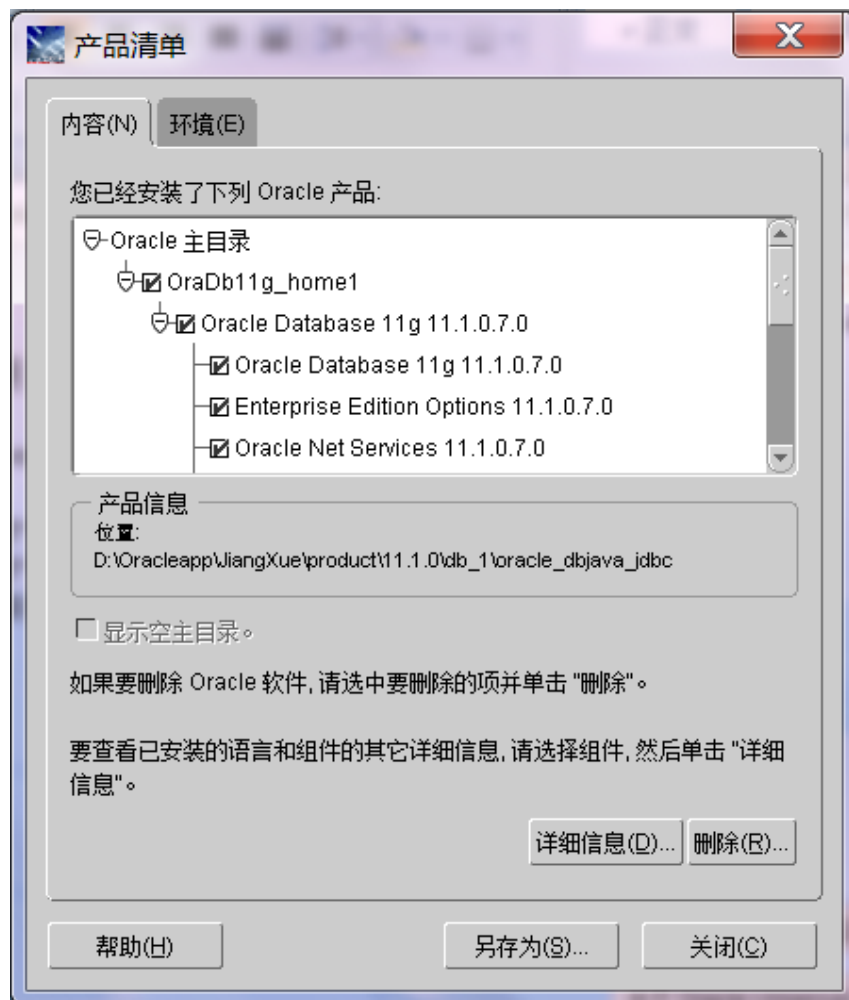 产品清单
内容(N) 环境(E)
您已经安装了下列 Oracle 产品:
Oracle 主目录
OraDb11g_home1
Oracle Database 11g 11.1.0.7.0
Oracle Database 11g 11.1.0.7.0
Enterprise Edition Options 11.1.0.7.0
Oracle Net Services 11.1.0.7.0
产品信息
位置:
D:\Oracleapp\JiangXue\product\11.1.0\db_1\oracle_dbjava_jdbc
显示空主目录。
如果要删除 Oracle 软件, 请选中要删除的项并单击 "删除"。
要查看已安装的语言和组件的其它详细信息, 请选择组件, 然后单击 "详细
信息"。
详细信息(D)... 删除(R)...
帮助(H) 另存为(S)... 关闭(C)